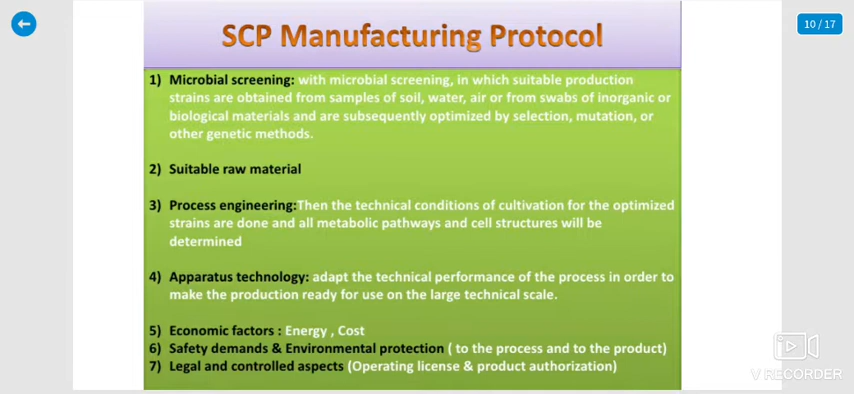 10 / 17
SCP Manufacturing Protocol
1) Microbial screening: with microbial screening, in which suitable production
strains are obtained from samples of soil, water, air or from swabs of inorganic or
biological materials and are subsequently optimized by selection, mutation, or
other genetic methods.
2) Suitable raw material
3) Process engineering:Then the technical conditions of cultivation for the optimized
strains are done and all metabolic pathways and cell structures will be
determined
4) Apparatus technology: adapt the technical performance of the process in order to
make the production ready for use on the large technical scale.
5) Economic factors : Energy , Cost
6) Safety demands & Environmental protection ( to the process and to the product)
7) Legal and controlled aspects (Operating license & product authorization)
V RECORDER